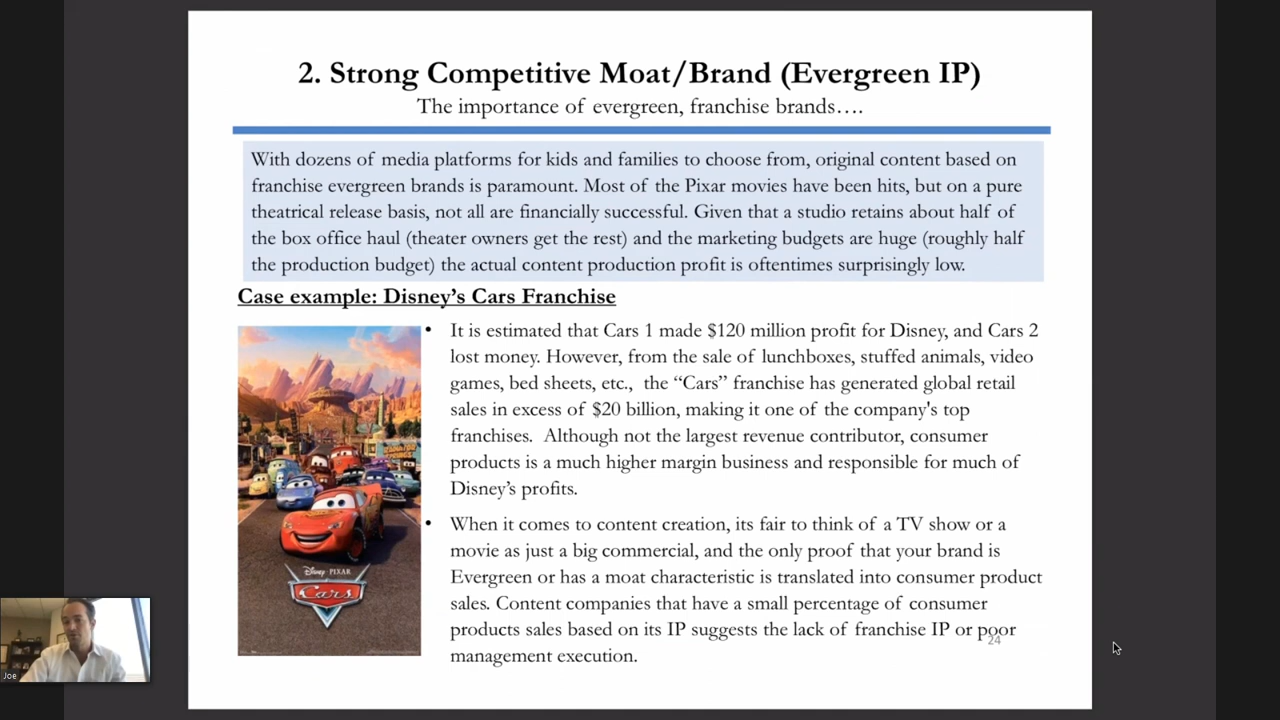 2. Strong Competitive Moat/Brand (Evergreen IP)
The importance of evergreen, franchise brands….
With dozens of media platforms for kids and families to choose from, original content based on
franchise evergreen brands is paramount. Most of the Pixar movies have been hits, but on a pure
theatrical release basis, not all are financially successful. Given that a studio retains about half of
the box office haul (theater owners get the rest) and the marketing budgets are huge (roughly half
the production budget) the actual content production profit is oftentimes surprisingly low.
Case example: Disney's Cars Franchise
• It is estimated that Cars 1 made $120 million profit for Disney, and Cars 2
lost money. However, from the sale of lunchboxes, stuffed animals, video
games, bed sheets, etc., the “Cars” franchise has generated global retail
sales in excess of $20 billion, making it one of the company's top
franchises. Although not the largest revenue contributor, consumer
products is a much higher margin business and responsible for much of
Disney's profits.
• When it comes to content creation, its fair to think of a TV show or a
movie as just a big commercial, and the only proof that your brand is
Evergreen or has a moat characteristic is translated into consumer product
sales. Content companies that have a small percentage of consumer
products sales based on its IP suggests the lack of franchise IP or poor
management execution.
24
Disney • PIXAR
Cars
Joe